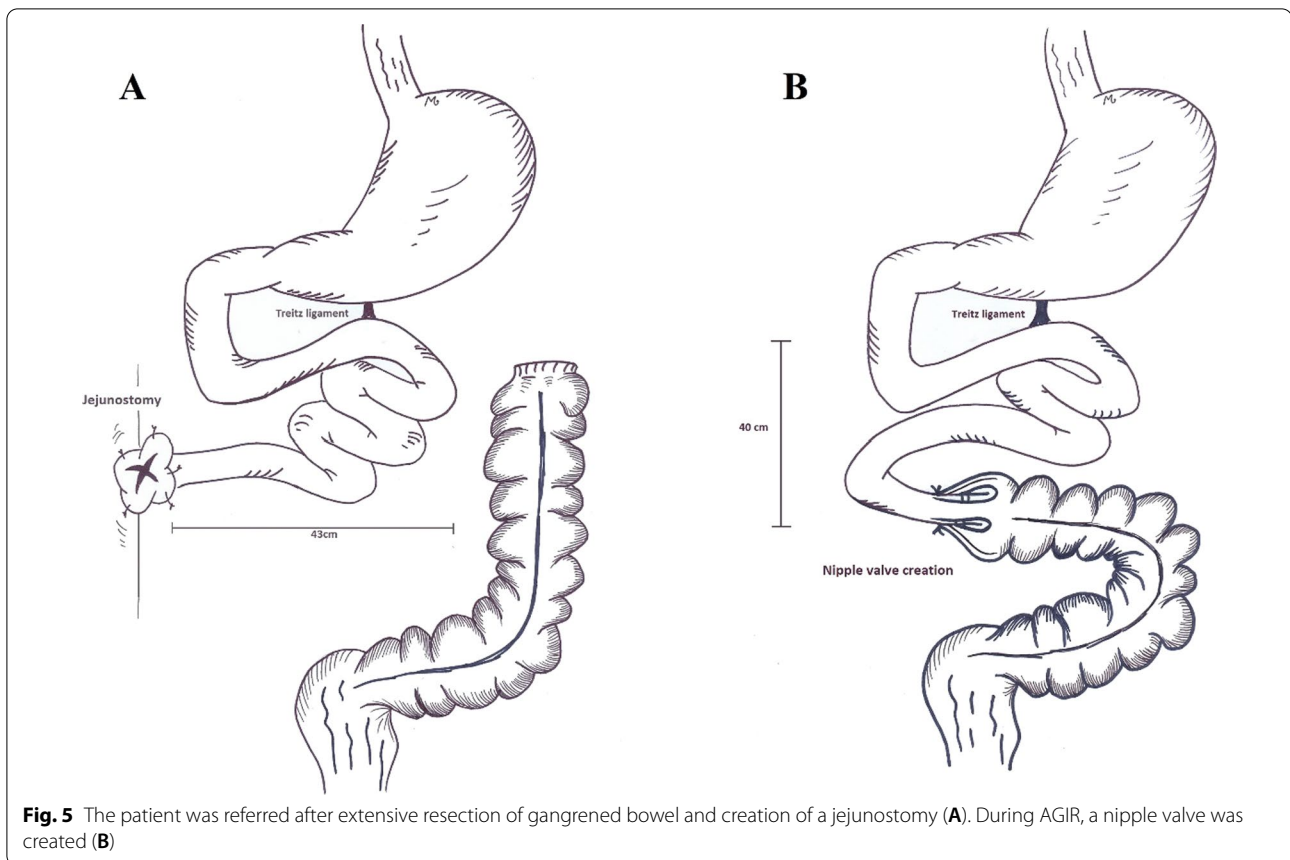 A
B
Treitz ligament
Treitz ligament
Jejunostomy
40 cm
43cm
Nipple valve creation
Fig. 5 The patient was referred after extensive resection of gangrened bowel and creation of a jejunostomy (A). During AGIR, a nipple valve was
created (B)